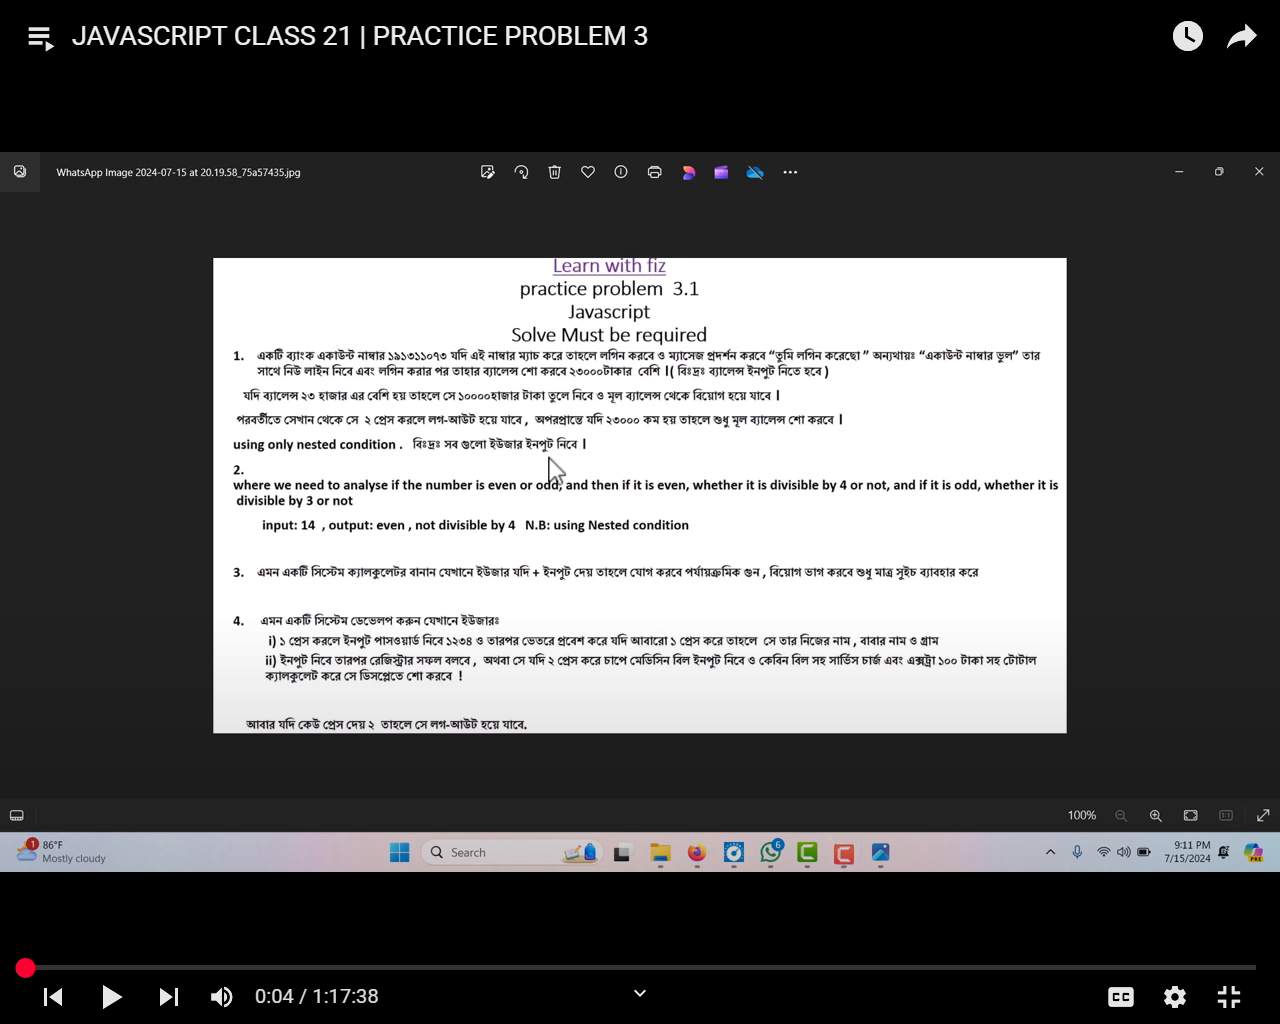 JAVASCRIPT CLASS 21 | PRACTICE PROBLEM 3
WhatsApp Image 2024-07-15 at 20.19.58_75a57435.jpg
Learn with fiz
practice problem 3.1
Javascript
Solve Must be required
1. একটি ব্যাংক একাউন্ট নাম্বার ১৯১৩১১০৭৩ যদি এই নাম্বার ম্যাচ করে তাহলে লগিন করবে ও ম্যাসেজ প্রদর্শন করবে “তুমি লগিন করেছো ” অন্যথায়ঃ “একাউন্ট নাম্বার ভুল” তার
সাথে নিউ লাইন নিবে এবং লগিন করার পর তাহার ব্যালেন্স শো করবে ২৩০০০টাকার বেশি । ( বিঃদ্রঃ ব্যালেন্স ইনপুট নিতে হবে )
যদি ব্যালেন্স ২৩ হাজার এর বেশি হয় তাহলে সে ১০০০০হাজার টাকা তুলে নিবে ও মূল ব্যালেন্স থেকে বিয়োগ হয়ে যাবে ।
পরবর্তীতে সেখান থেকে সে ২ প্রেস করলে লগ-আউট হয়ে যাবে , অপরপ্রান্তে যদি ২৩০০০ কম হয় তাহলে শুধু মূল ব্যালেন্স শো করবে ।
using only nested condition . বিঃদ্রঃ সব গুলো ইউজার ইনপুট নিবে ।
2.
where we need to analyse if the number is even or odd, and then if it is even, whether it is divisible by 4 or not, and if it is odd, whether it is
divisible by 3 or not
input: 14 , output: even , not divisible by 4 N.B: using Nested condition
3. এমন একটি সিস্টেম ক্যালকুলেটর বানান যেখানে ইউজার যদি + ইনপুট দেয় তাহলে যোগ করবে পর্যায়ক্রমিক গুন , বিয়োগ ভাগ করবে শুধু মাত্র সুইচ ব্যাবহার করে
4. এমন একটি সিস্টেম ডেভেলপ করুন যেখানে ইউজারঃ
i) ১ প্রেস করলে ইনপুট পাসওয়ার্ড নিবে ১২৩৪ ও তারপর ভেতরে প্রবেশ করে যদি আবারো ১ প্রেস করে তাহলে সে তার নিজের নাম , বাবার নাম ও গ্রাম
ii) ইনপুট নিবে তারপর রেজিস্ট্রার সফল বলবে , অথবা সে যদি ২ প্রেস করে চাপে মেডিসিন বিল ইনপুট নিবে ও কেবিন বিল সহ সার্ভিস চার্জ এবং এক্সট্রা ১০০ টাকা সহ টোটাল
ক্যালকুলেট করে সে ডিসপ্লেতে শো করবে !
আবার যদি কেউ প্রেস দেয় ২ তাহলে সে লগ-আউট হয়ে যাবে.
100%
1
86°F
Mostly cloudy
Search
6
9:11 PM
7/15/2024
PRE
0:04 / 1:17:38
CC